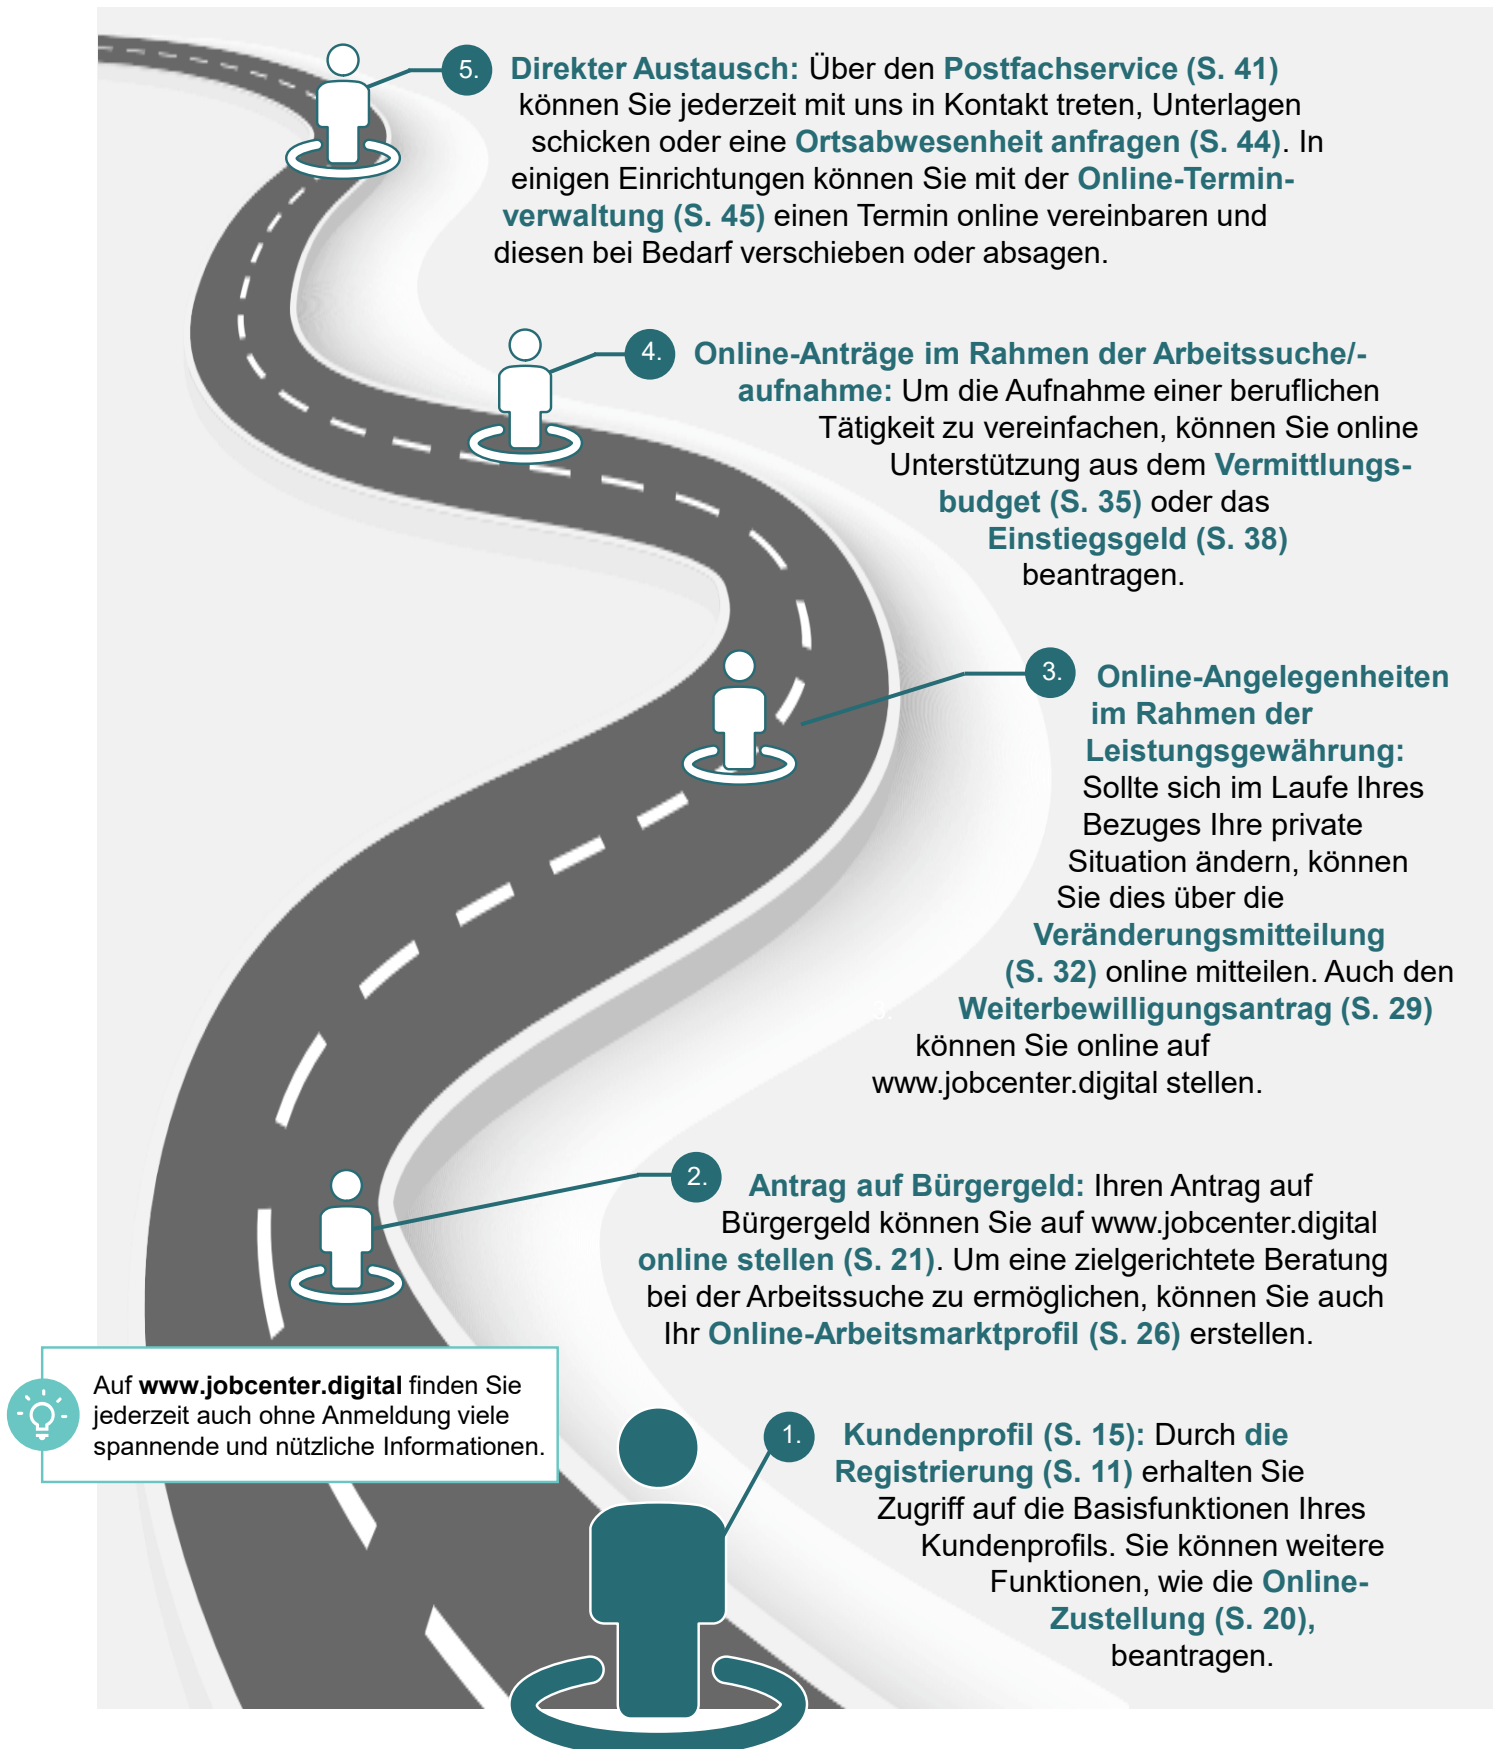 5. Direkter Austausch: Über den Postfachservice (S. 41)
können Sie jederzeit mit uns in Kontakt treten, Unterlagen
schicken oder eine Ortsabwesenheit anfragen (S. 44). In
einigen Einrichtungen können Sie mit der Online-Termin-
verwaltung (S. 45) einen Termin online vereinbaren und
diesen bei Bedarf verschieben oder absagen.
4. Online-Anträge im Rahmen der Arbeitssuche/-
aufnahme: Um die Aufnahme einer beruflichen
Tätigkeit zu vereinfachen, können Sie online
Unterstützung aus dem Vermittlungs-
budget (S. 35) oder das
Einstiegsgeld (S. 38)
beantragen.
3. Online-Angelegenheiten
im Rahmen der
Leistungsgewährung:
Sollte sich im Laufe Ihres
Bezuges Ihre private
Situation ändern, können
Sie dies über die
Veränderungsmitteilung
(S. 32) online mitteilen. Auch den
3. Weiterbewilligungsantrag (S. 29)
können Sie online auf
www.jobcenter.digital stellen.
2. Antrag auf Bürgergeld: Ihren Antrag auf
Bürgergeld können Sie auf www.jobcenter.digital
online stellen (S. 21). Um eine zielgerichtete Beratung
bei der Arbeitssuche zu ermöglichen, können Sie auch
Ihr Online-Arbeitsmarktprofil (S. 26) erstellen.
Auf www.jobcenter.digital finden Sie
jederzeit auch ohne Anmeldung viele
spannende und nützliche Informationen.
1. Kundenprofil (S. 15): Durch die
Registrierung (S. 11) erhalten Sie
Zugriff auf die Basisfunktionen Ihres
Kundenprofils. Sie können weitere
Funktionen, wie die Online-
Zustellung (S. 20),
beantragen.